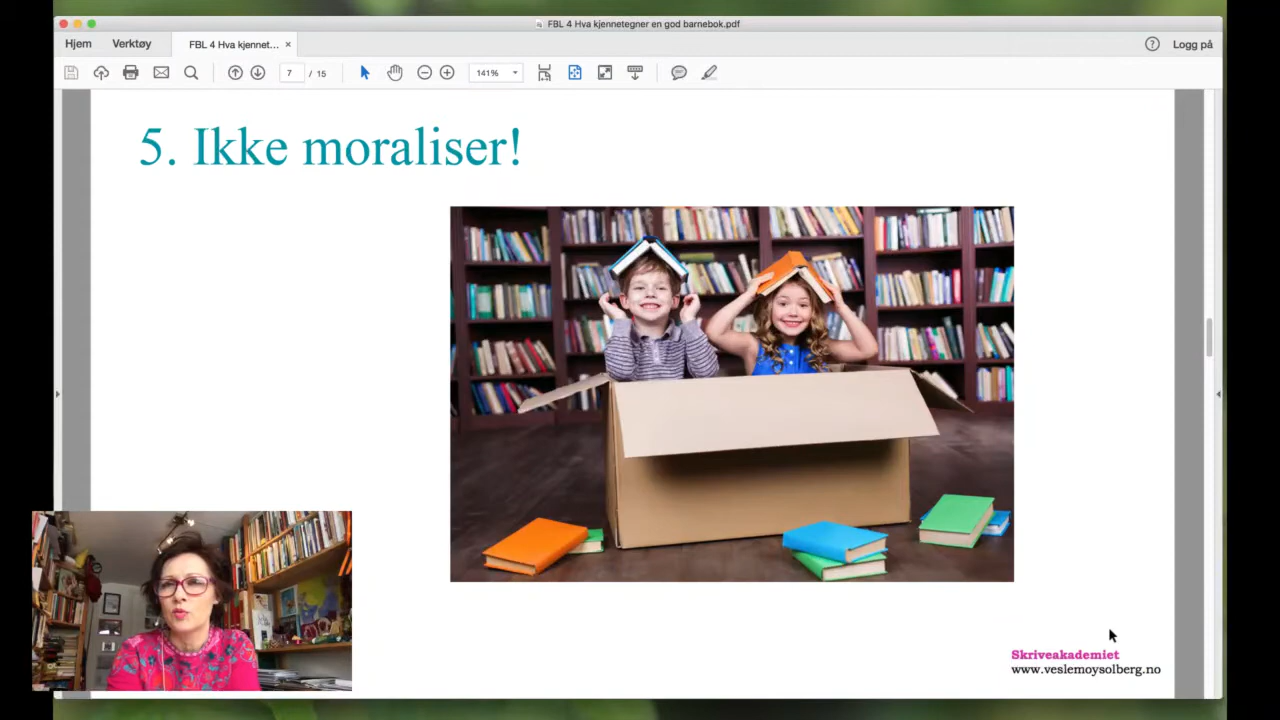 FBL 4 Hva kjennetegner en god barnebok.pdf
Hjem Verktøy FBL 4 Hva kjennet... × ? Logg på
7 / 15 141%
5. Ikke moraliser!
Skriveakademiet
www.veslemoysolberg.no